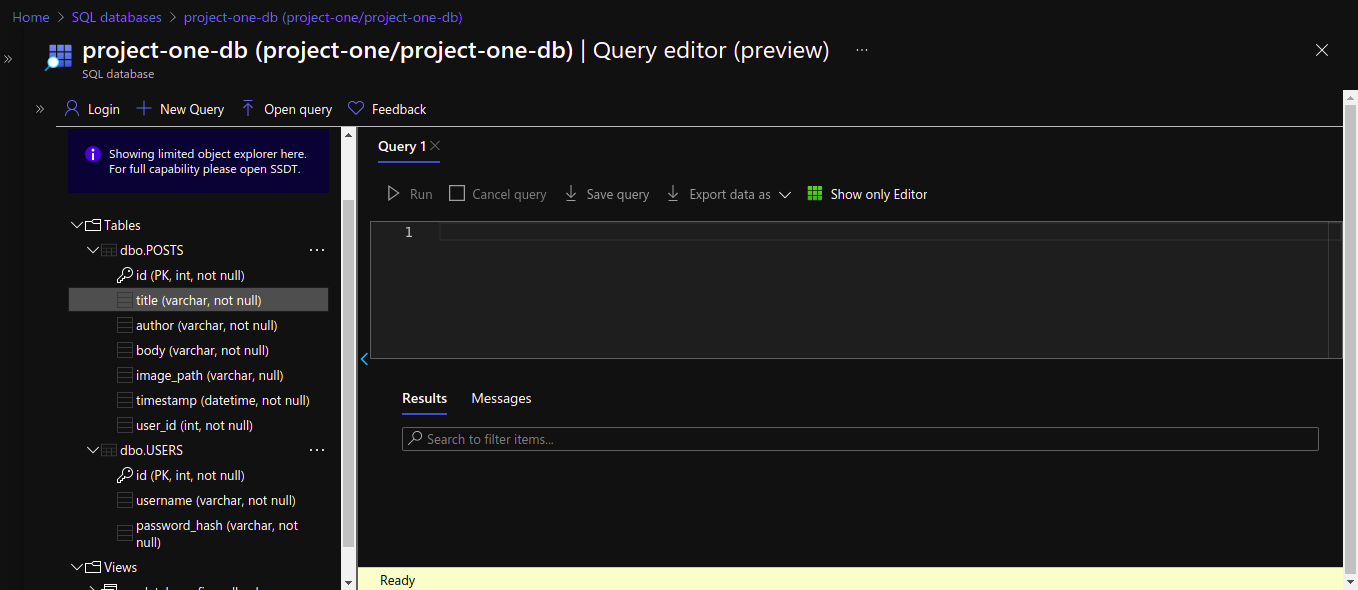 Home > SQL databases > project-one-db (project-one/project-one-db)
project-one-db (project-one/project-one-db) | Query editor (preview) ...
SQL database
Login New Query Open query Feedback
Showing limited object explorer here.
For full capability please open SSDT.
Tables
dbo.POSTS ...
id (PK, int, not null)
title (varchar, not null)
author (varchar, not null)
body (varchar, not null)
image_path (varchar, null)
timestamp (datetime, not null)
user_id (int, not null)
dbo.USERS ...
id (PK, int, not null)
username (varchar, not null)
password_hash (varchar, not
null)
Views
Query 1
Run Cancel query Save query Export data as Show only Editor
1
Results Messages
Search to filter items...
Ready